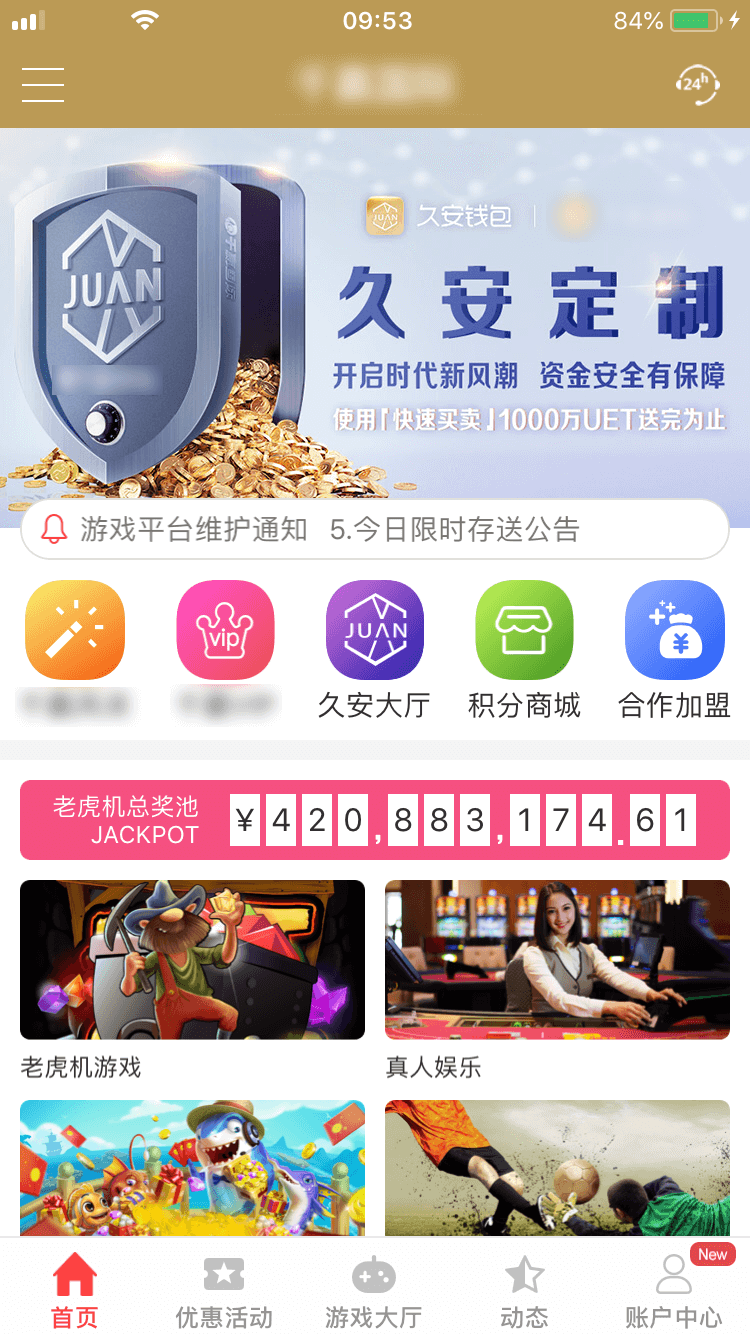 09:53
84%
24h
JUAN
久安钱包
JUAN
久安定制
开启时代新风潮 资金安全有保障
使用「快速买卖」1000万UET送完为止
游戏平台维护通知 5.今日限时存送公告
vip
JUAN
¥
久安大厅
积分商城
合作加盟
老虎机总奖池
JACKPOT
¥420,883,174.61
老虎机游戏
真人娱乐
New
首页
优惠活动
游戏大厅
动态
账户中心